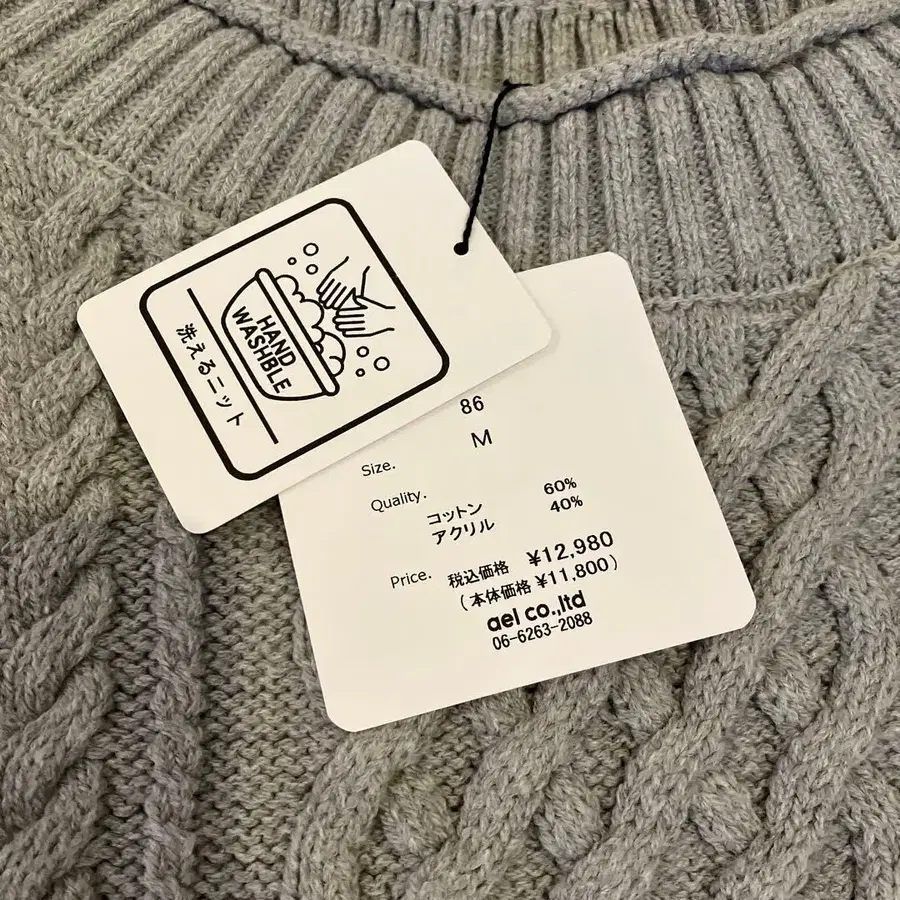 HAND
WASHBLE
洗えるニット
86
Size. M
Quality.
コットン 60%
アクリル 40%
Price. 税込価格 ¥12,980
(本体価格 ¥11,800)
ael co.,ltd
06-6263-2088